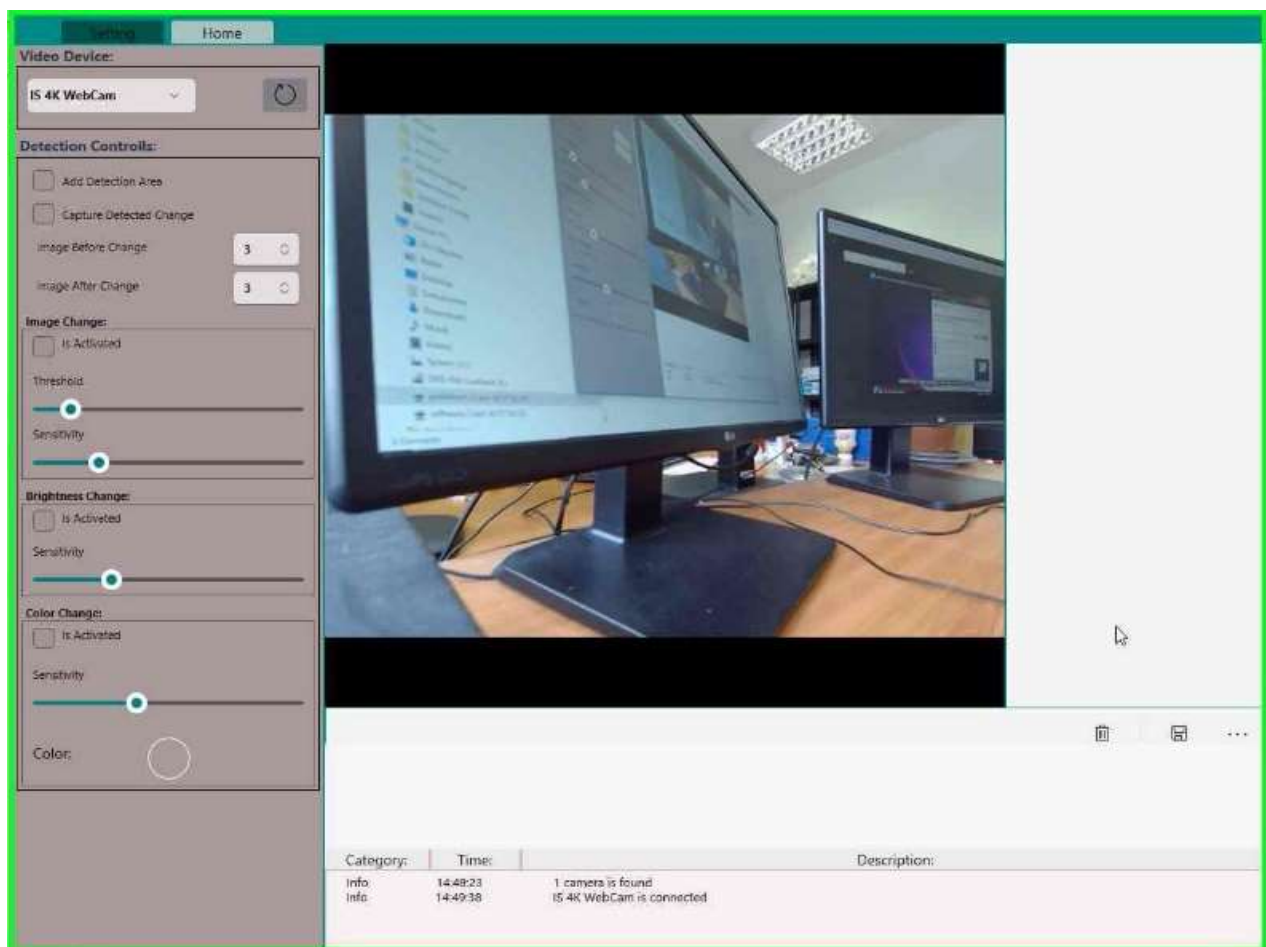 Setting Home
Video Device:
IS 4K WebCam
Detection Controlls:
Add Detection Area
Capture Detected Change
Image Before Change 3
Image After Change 3
Image Change:
Is Activated
Threshold
Sensitivity
Brightness Change:
Is Activated
Sensitivity
Color Change:
Is Activated
Sensitivity
Color:
Category: Time: Description:
Info 14:48:23 1 camera is found
Info 14:49:38 IS 4K WebCam is connected